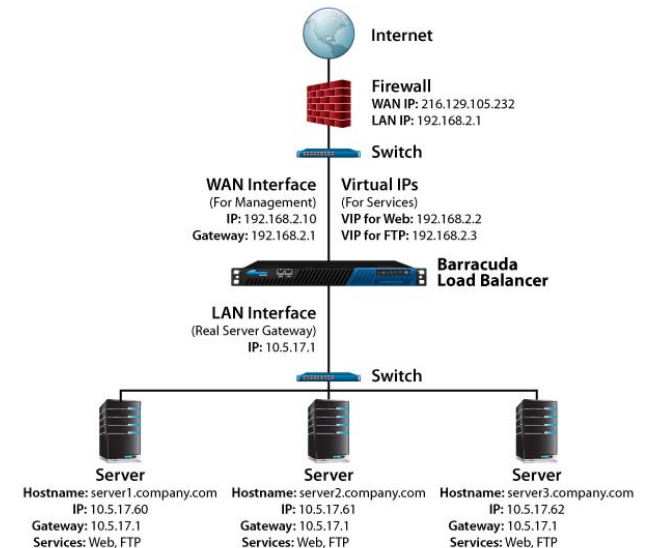 Internet
Firewall
WAN IP: 216.129.105.232
LAN IP: 192.168.2.1
Switch
WAN Interface
(For Management)
IP: 192.168.2.10
Gateway: 192.168.2.1
Virtual IPs
(For Services)
VIP for Web: 192.168.2.2
VIP for FTP: 192.168.2.3
Barracuda
Load Balancer
LAN Interface
(Real Server Gateway)
IP: 10.5.17.1
Switch
Server
Hostname: server1.company.com
IP: 10.5.17.60
Gateway: 10.5.17.1
Services: Web, FTP
Server
Hostname: server2.company.com
IP: 10.5.17.61
Gateway: 10.5.17.1
Services: Web, FTP
Server
Hostname: server3.company.com
IP: 10.5.17.62
Gateway: 10.5.17.1
Services: Web, FTP